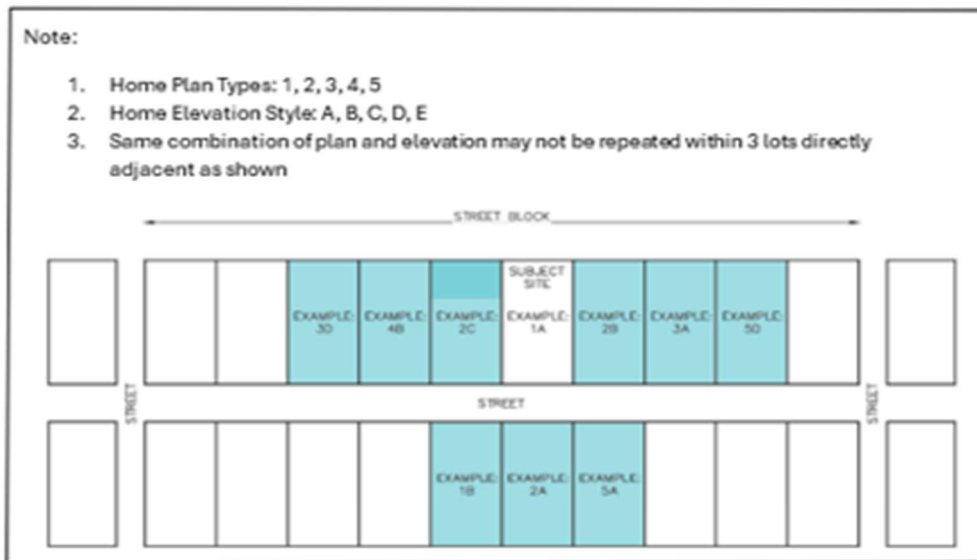 Note:
1. Home Plan Types: 1, 2, 3, 4, 5
2. Home Elevation Style: A, B, C, D, E
3. Same combination of plan and elevation may not be repeated within 3 lots directly
adjacent as shown
STREET BLOCK
SUBJECT
SITE
EXAMPLE:
3D
EXAMPLE:
4B
EXAMPLE:
2C
EXAMPLE:
1A
EXAMPLE:
2B
EXAMPLE:
3A
EXAMPLE:
5D
STREET
STREET
STREET
EXAMPLE:
1B
EXAMPLE:
2A
EXAMPLE:
5A